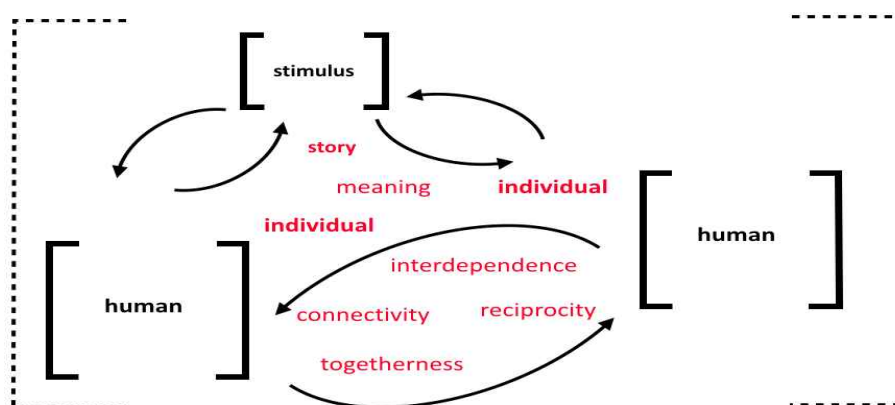 stimulus
story
meaning
individual
individual
human
interdependence
human
connectivity
reciprocity
togetherness